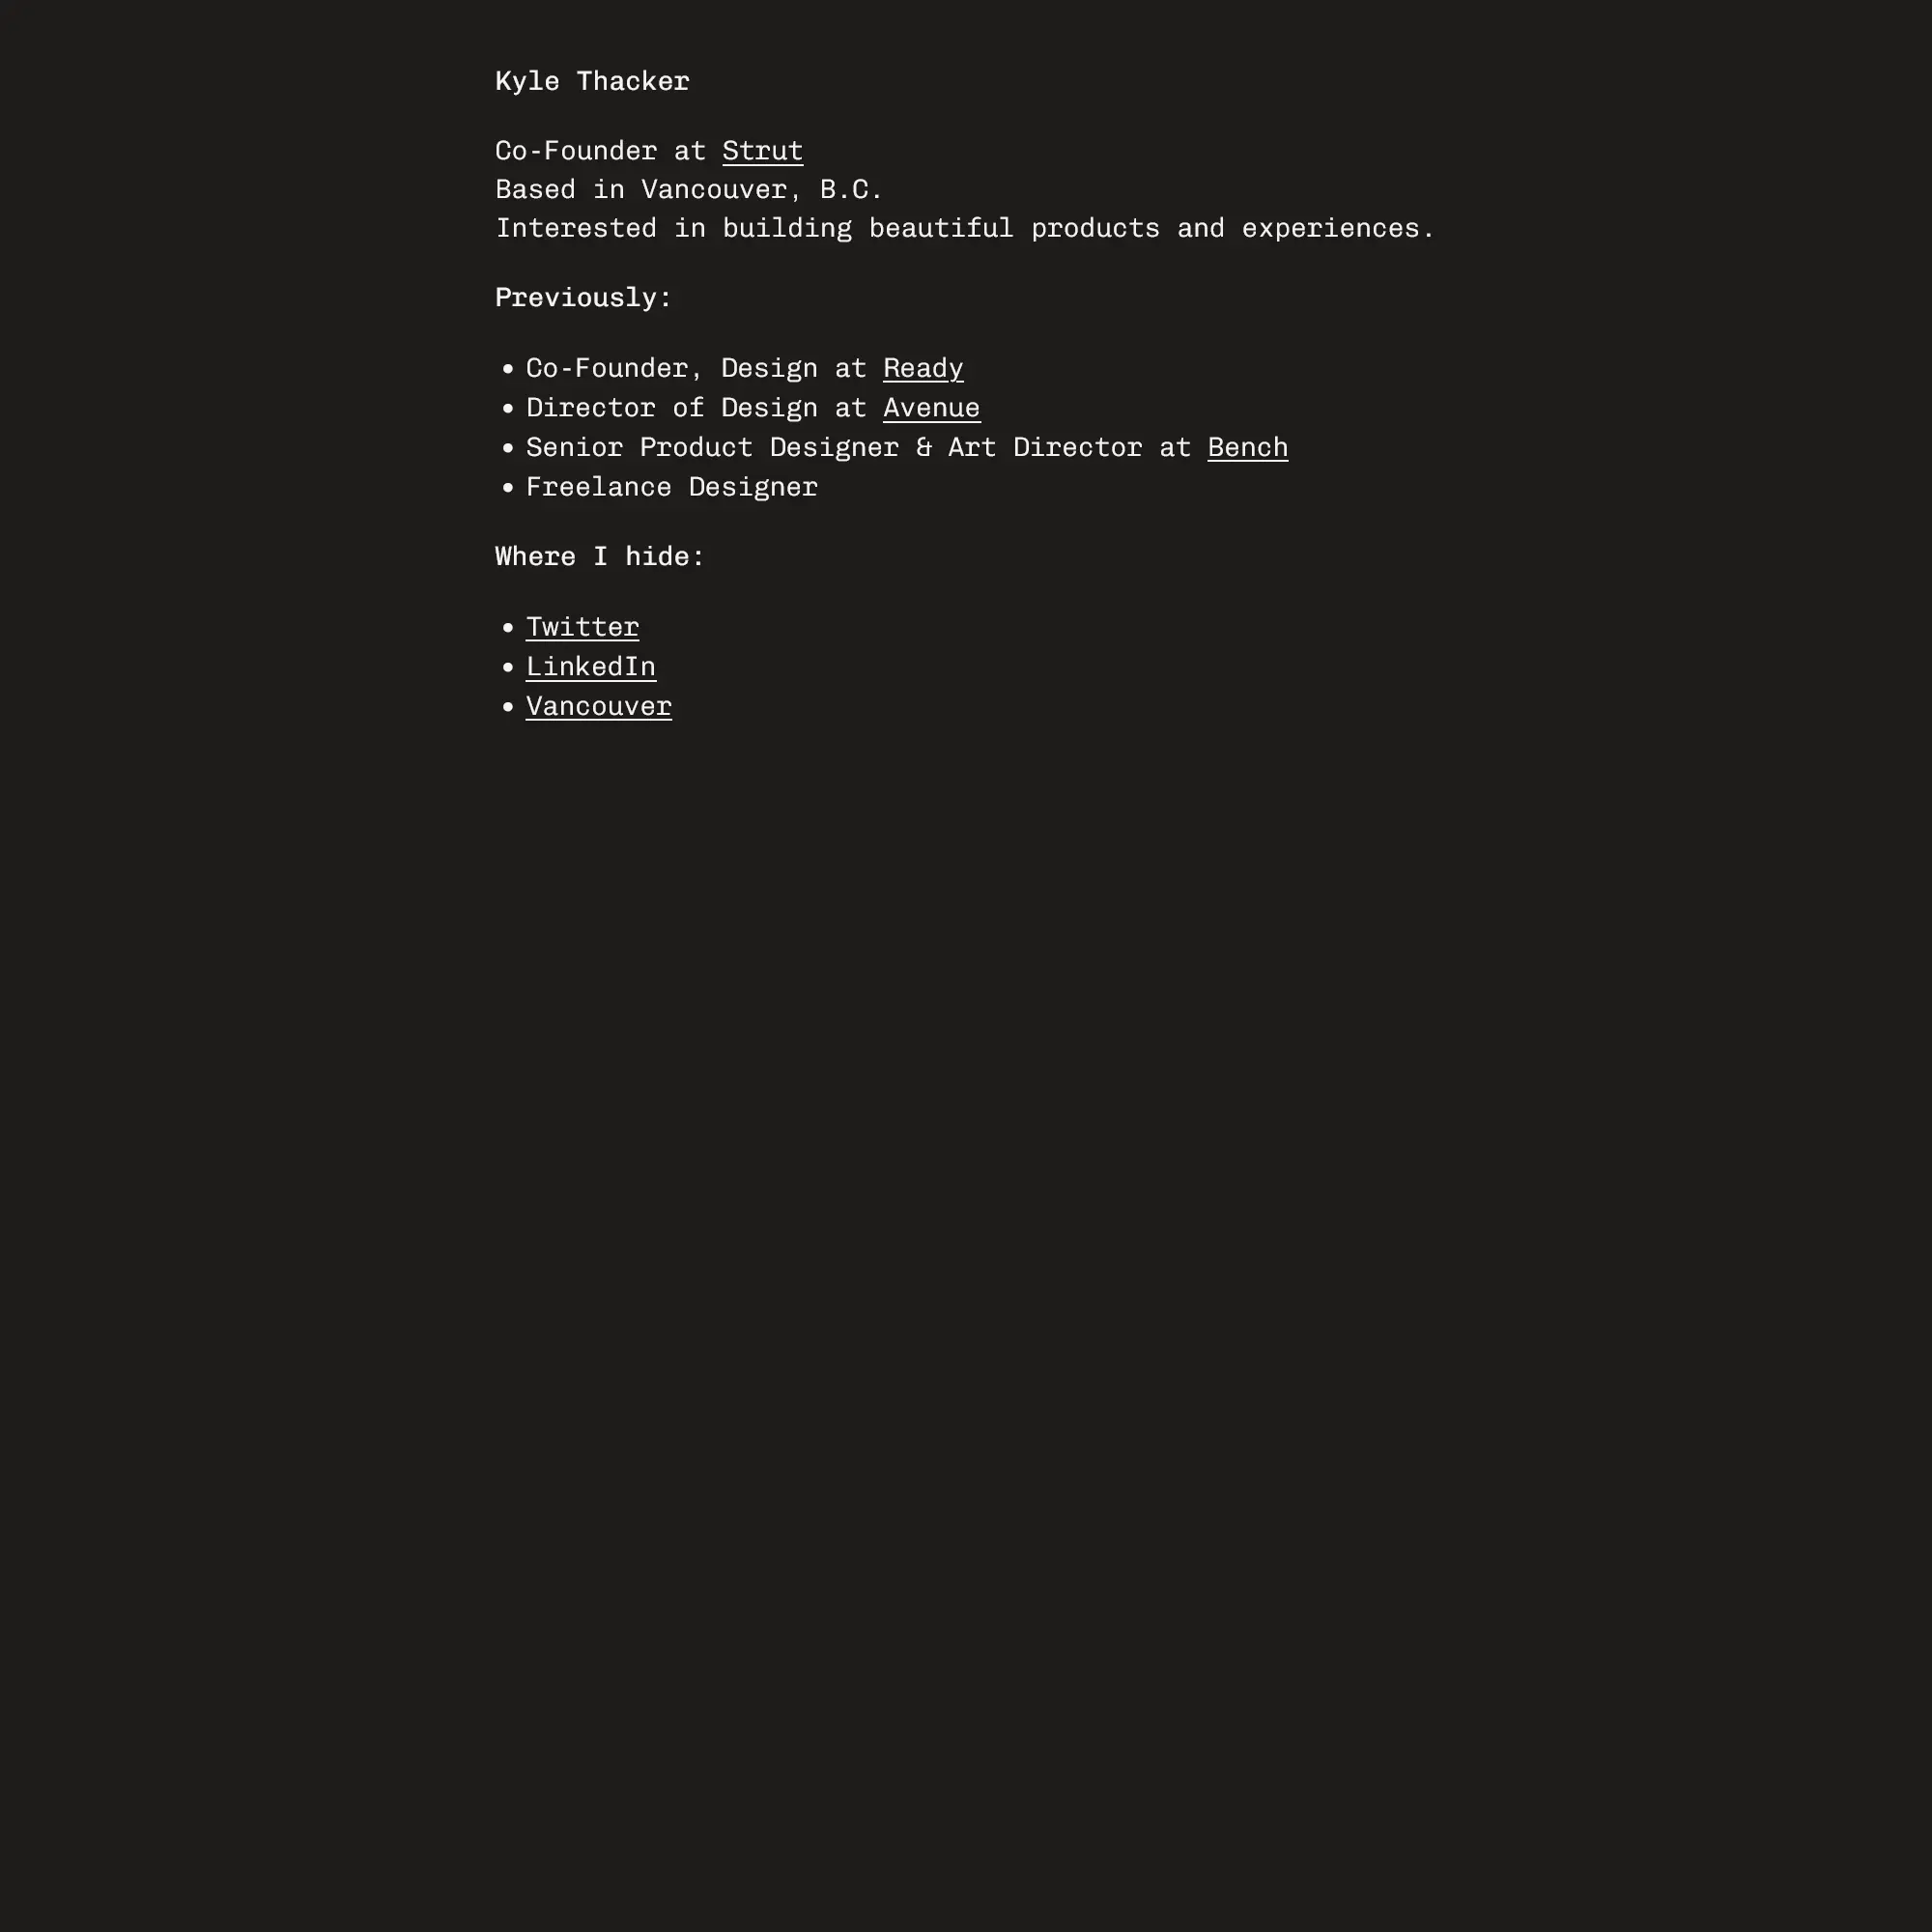 Kyle Thacker
Co-Founder at Strut
Based in Vancouver, B.C.
Interested in building beautiful products and experiences.
Previously:
• Co-Founder, Design at Ready
• Director of Design at Avenue
• Senior Product Designer & Art Director at Bench
• Freelance Designer
Where I hide:
• Twitter
• LinkedIn
• Vancouver